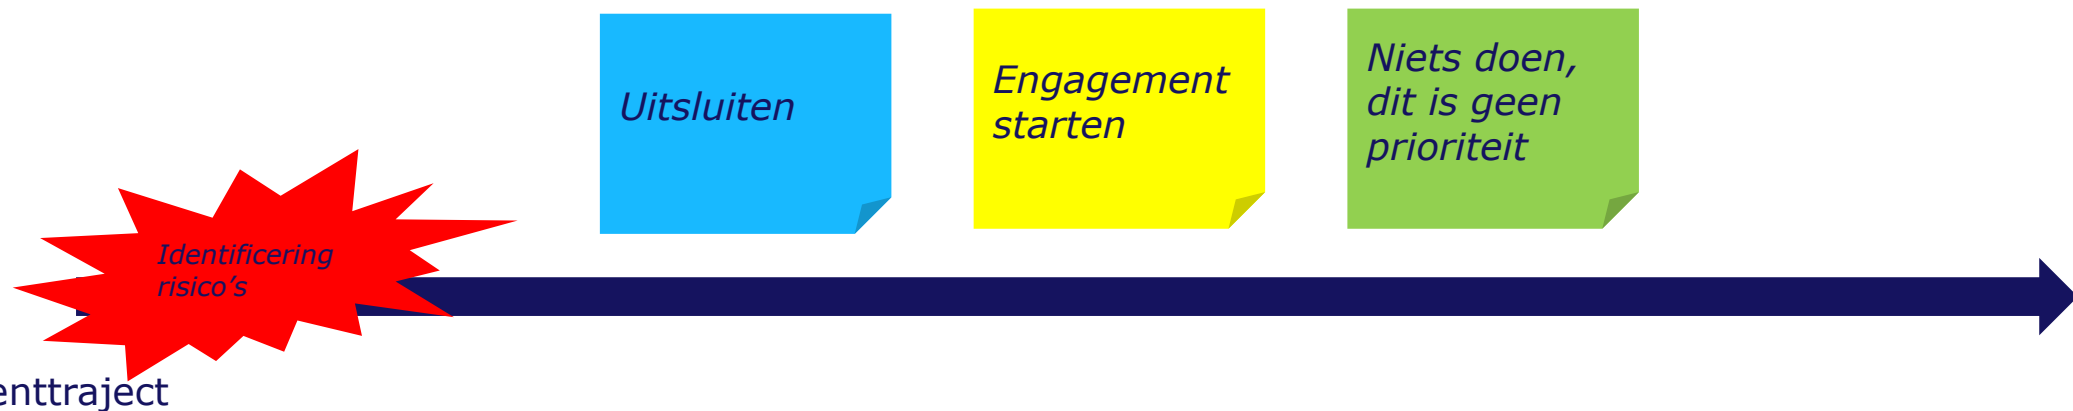 Uitsluiten
Engagement
starten
Niets doen,
dit is geen
prioriteit
Identificering
risico's
enttraject